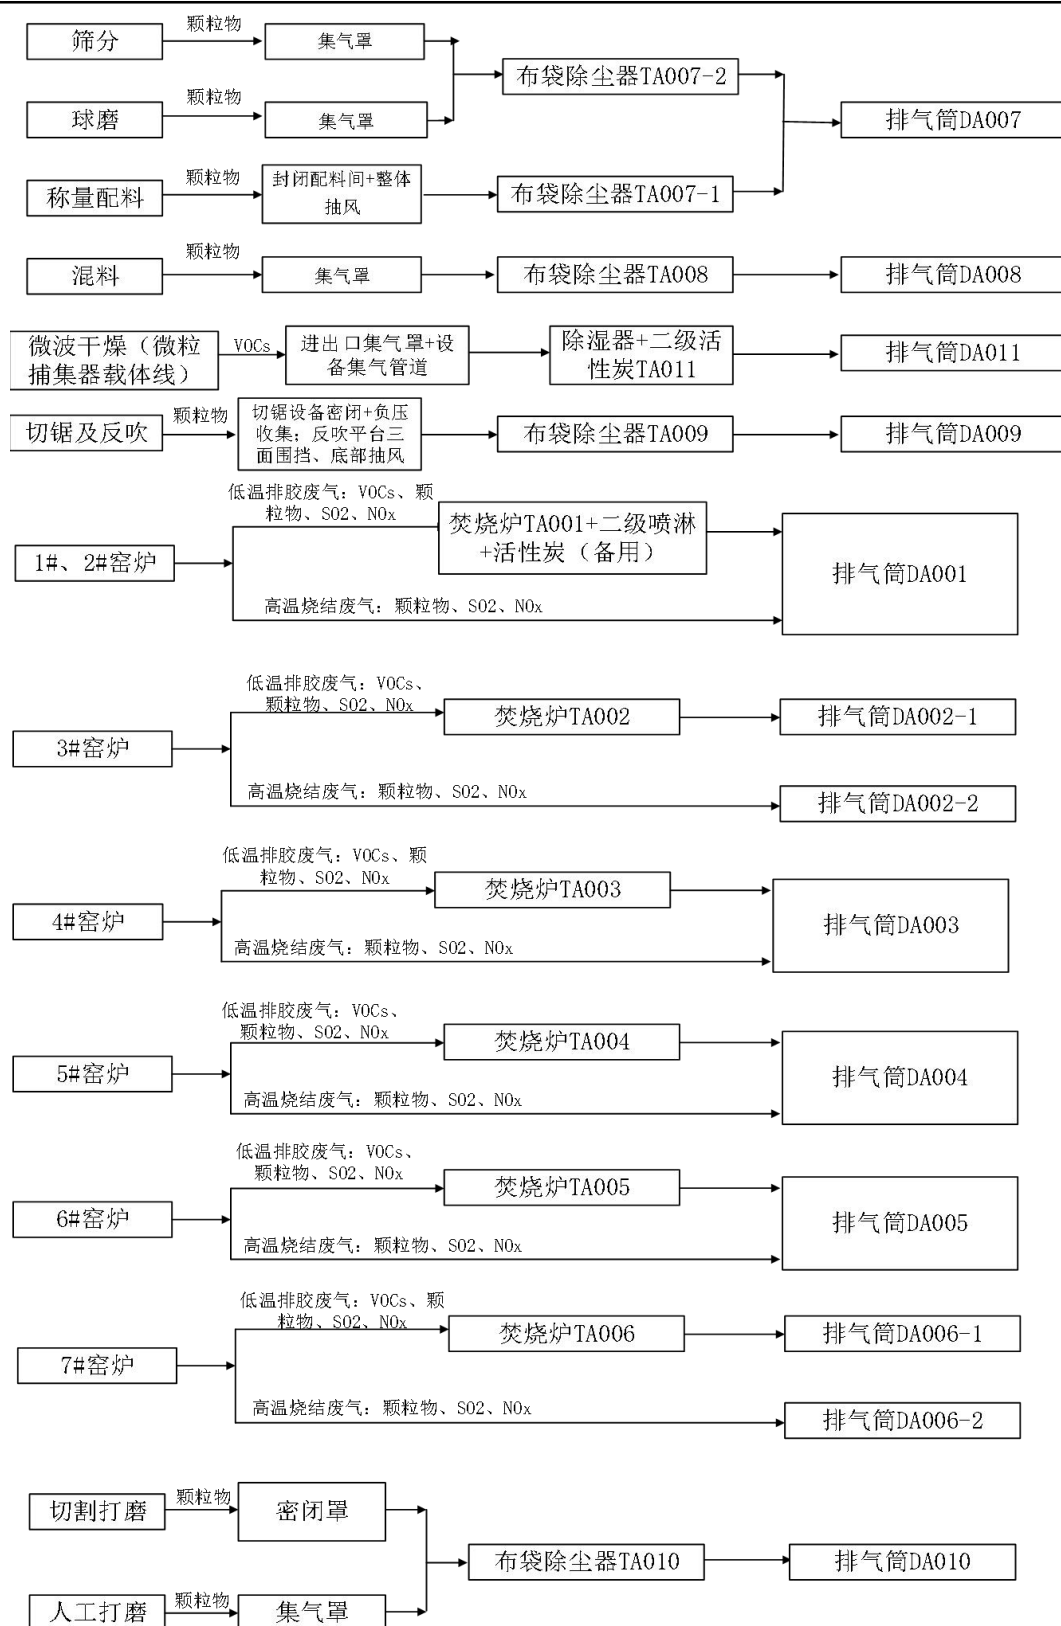 颗粒物
筛分
集气罩
布袋除尘器TA007-2
颗粒物
球磨
集气罩
排气筒DA007
颗粒物
称量配料
封闭配料间+整体
抽风
布袋除尘器TA007-1
颗粒物
混料
集气罩
布袋除尘器TA008
排气筒DA008
微波干燥（微粒
捕集器载体线）
VOCs
进出口集气罩+设
备集气管道
除湿器+二级活
性炭TA011
排气筒DA011
切锯及反吹
颗粒物
切锯设备密闭+负压
收集；反吹平台三
面围挡、底部抽风
布袋除尘器TA009
排气筒DA009
低温排胶废气：VOCs、颗
粒物、SO2、NOx
1#、2#窑炉
焚烧炉TA001+二级喷淋
+活性炭（备用）
排气筒DA001
高温烧结废气：颗粒物、SO2、NOx
低温排胶废气：VOCs、
颗粒物、SO2、NOx
3#窑炉
焚烧炉TA002
排气筒DA002-1
高温烧结废气：颗粒物、SO2、NOx
排气筒DA002-2
低温排胶废气：VOCs、颗
粒物、SO2、NOx
4#窑炉
焚烧炉TA003
排气筒DA003
高温烧结废气：颗粒物、SO2、NOx
低温排胶废气：VOCs、
颗粒物、SO2、NOx
5#窑炉
焚烧炉TA004
排气筒DA004
高温烧结废气：颗粒物、SO2、NOx
低温排胶废气：VOCs、
颗粒物、SO2、NOx
6#窑炉
焚烧炉TA005
排气筒DA005
高温烧结废气：颗粒物、SO2、NOx
低温排胶废气：VOCs、颗
粒物、SO2、NOx
7#窑炉
焚烧炉TA006
排气筒DA006-1
高温烧结废气：颗粒物、SO2、NOx
排气筒DA006-2
切割打磨
颗粒物
密闭罩
布袋除尘器TA010
排气筒DA010
人工打磨
颗粒物
集气罩